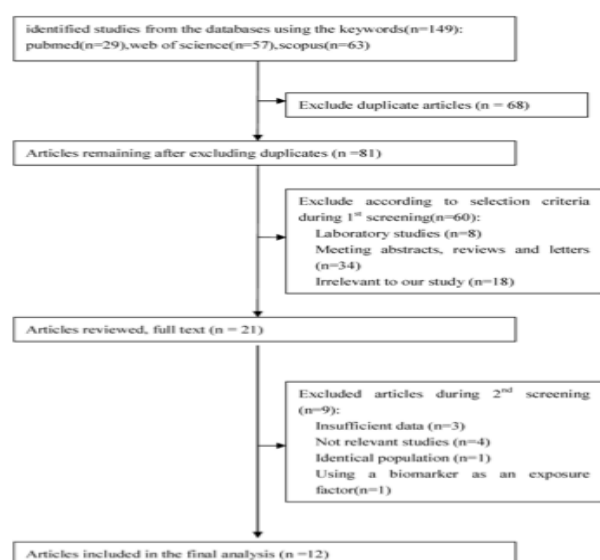 identified studies from the databases using the keywords(n=149):
pubmed(n=29),web of science(n=57),scopus(n=63)
Exclude duplicate articles (n = 68)
Articles remaining after excluding duplicates (n =81)
Exclude according to selection criteria
during 1st screening(n=60):
Laboratory studies (n=8)
Meeting abstracts, reviews and letters
(n=34)
Irrelevant to our study (n=18)
Articles reviewed, full text (n = 21)
Excluded articles during 2nd screening
(n=9):
Insufficient data (n=3)
Not relevant studies (n=4)
Identical population (n=1)
Using a biomarker as an exposure
factor(n=1)
Articles included in the final analysis (n =12)